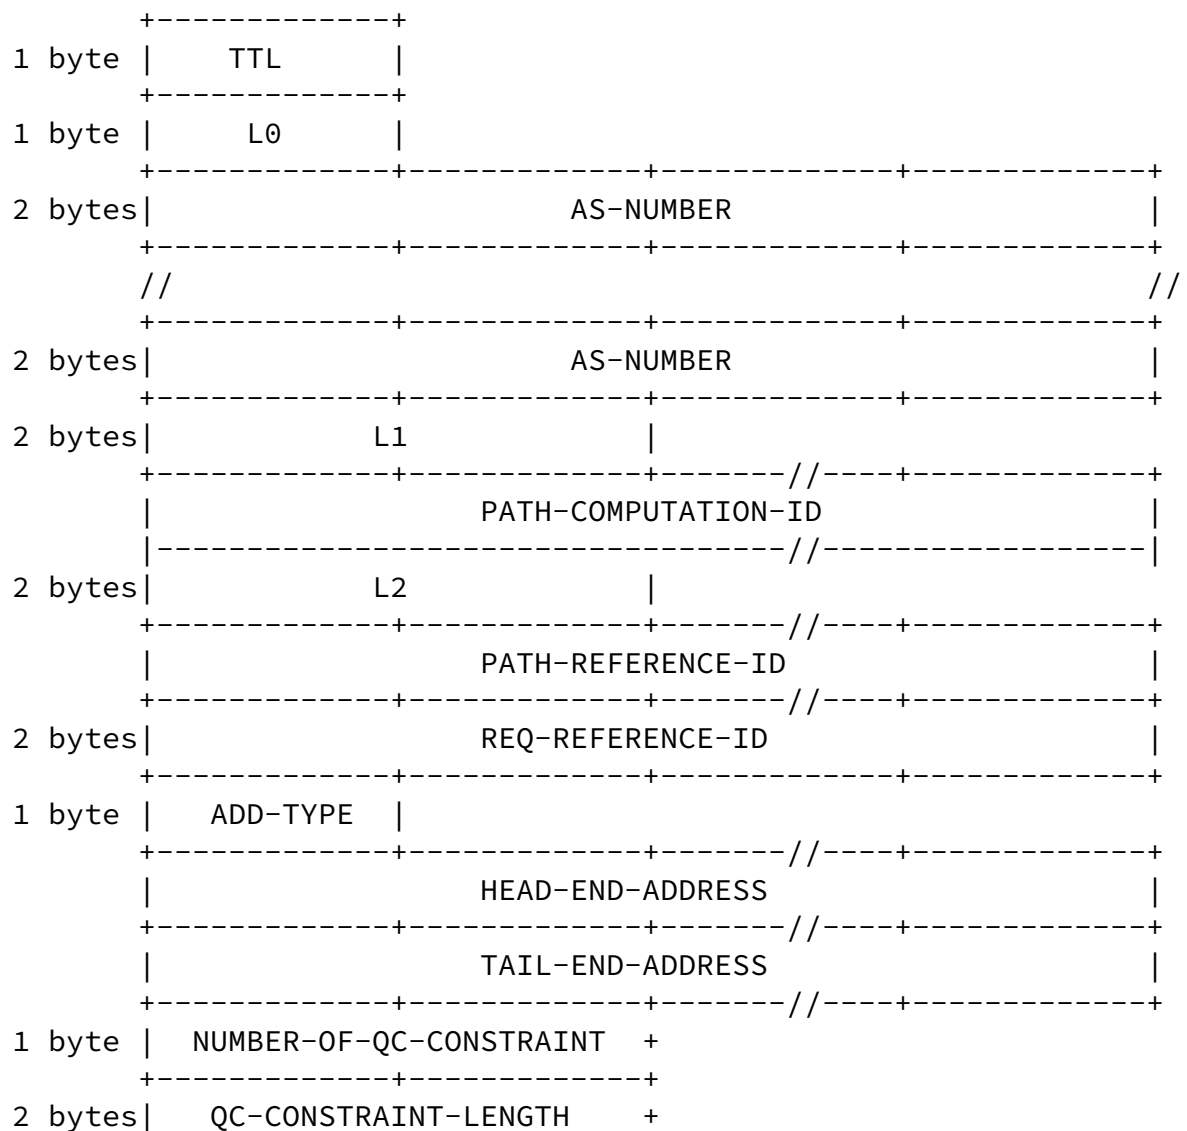 +-------------+
1 byte |    TTL      |
+-------------+
1 byte |     L0      |
+-------------+-------------+-------------+-------------+
2 bytes|                       AS-NUMBER                       |
+-------------+-------------+-------------+-------------+
//                                                      //
+-------------+-------------+-------------+-------------+
2 bytes|                       AS-NUMBER                       |
+-------------+-------------+-------------+-------------+
2 bytes|            L1             |
+-------------+-------------+-------//----+-------------+
|                  PATH-COMPUTATION-ID                  |
|-----------------------------------//------------------|
2 bytes|            L2             |
+-------------+-------------+-------//----+-------------+
|                  PATH-REFERENCE-ID                    |
+-------------+-------------+-------//----+-------------+
2 bytes|                  REQ-REFERENCE-ID                     |
+-------------+-------------+-------------+-------------+
1 byte |   ADD-TYPE  |
+-------------+-------------+-------//----+-------------+
|                  HEAD-END-ADDRESS                     |
+-------------+-------------+-------//----+-------------+
|                  TAIL-END-ADDRESS                     |
+-------------+-------------+-------//----+-------------+
1 byte |  NUMBER-OF-QC-CONSTRAINT  +
+-------------+-------------+
2 bytes|   QC-CONSTRAINT-LENGTH    +